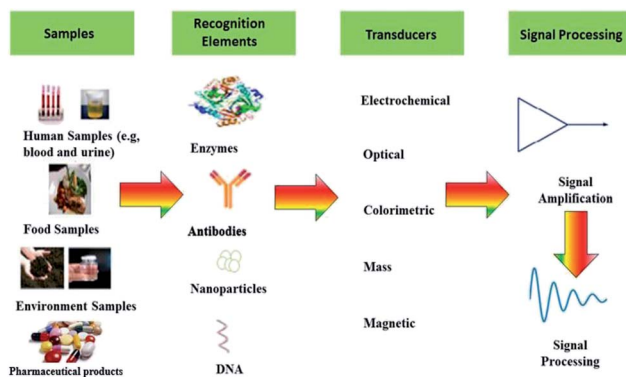 Samples
Recognition
Elements
Transducers
Signal Processing
Human Samples (e.g,
blood and urine)
Food Samples
Environment Samples
Pharmaceutical products
Enzymes
Antibodies
Nanoparticles
DNA
Electrochemical
Optical
Colorimetric
Mass
Magnetic
Signal
Amplification
Signal
Processing